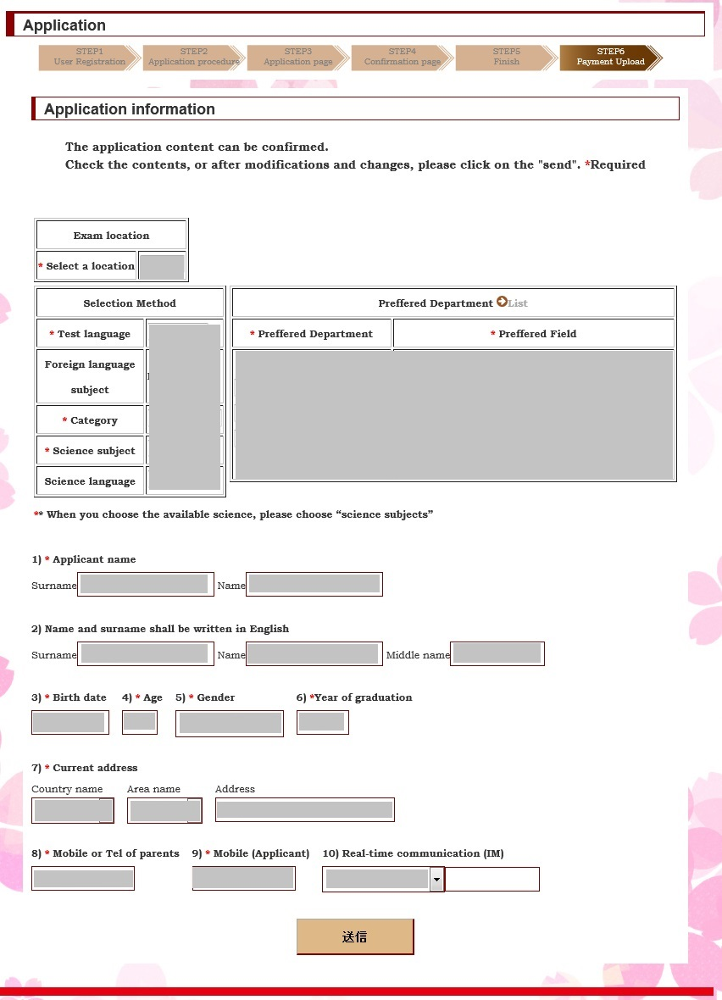 Application
STEP1
User Registration
STEP2
Application procedure
STEP3
Application page
STEP4
Confirmation page
STEP5
Finish
STEP6
Payment Upload
Application information
The application content can be confirmed.
Check the contents, or after modifications and changes, please click on the "send". *Required
Exam location
* Select a location
Selection Method
* Test language
Foreign language
subject
* Category
* Science subject
Science language
Preffered Department List
* Preffered Department
* Preffered Field
** When you choose the available science, please choose “science subjects”
1) * Applicant name
Surname Name
2) Name and surname shall be written in English
Surname Name Middle name
3) * Birth date 4) * Age 5) * Gender 6) *Year of graduation
7) * Current address
Country name Area name Address
8) * Mobile or Tel of parents 9) * Mobile (Applicant) 10) Real-time communication (IM)
送信